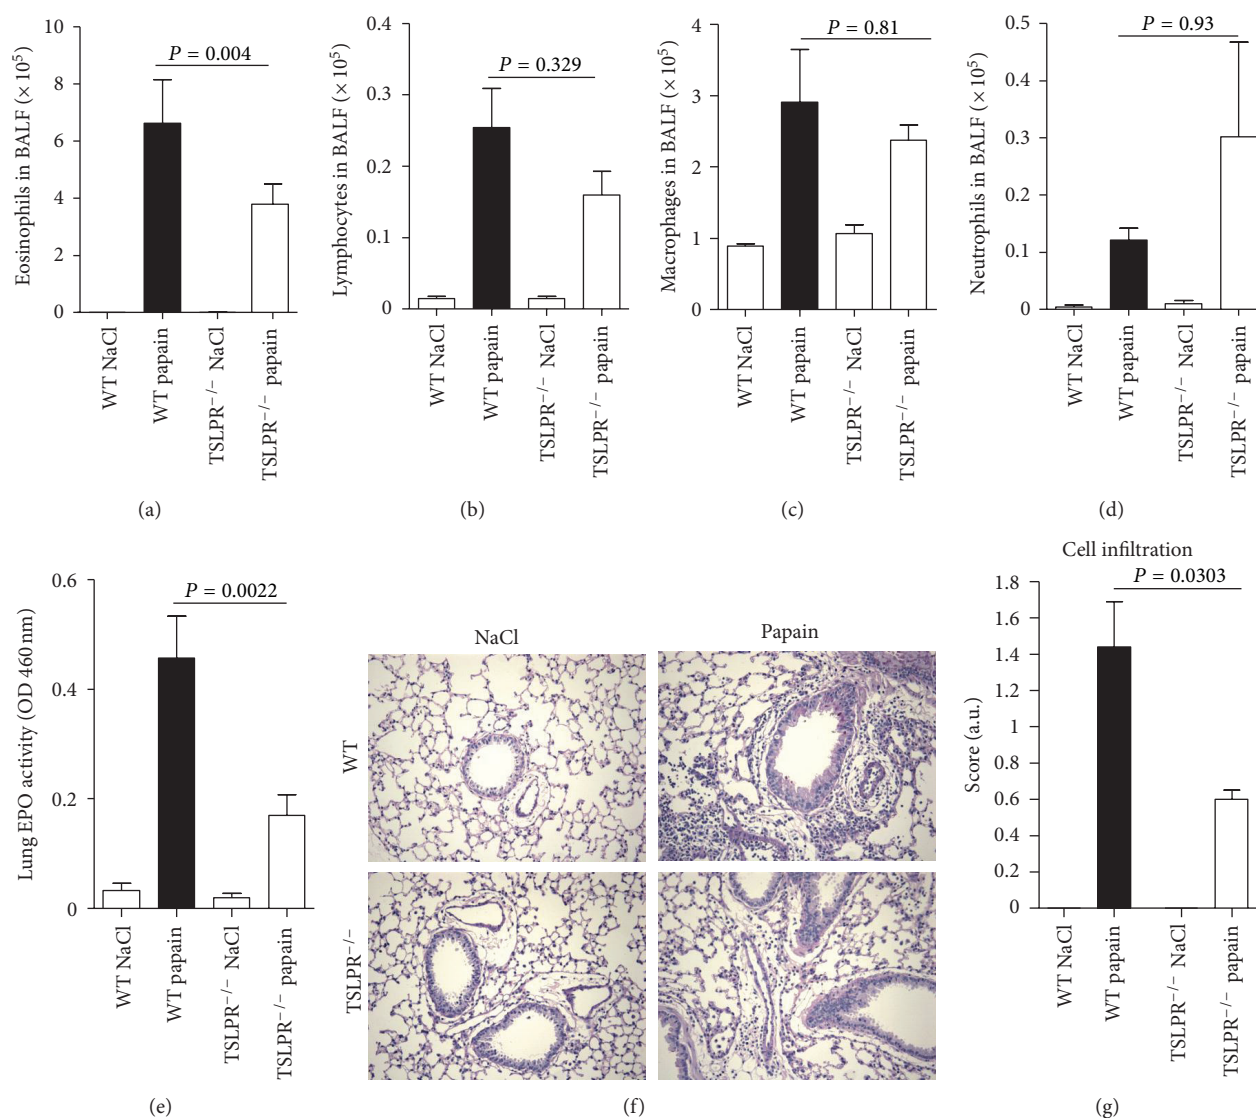 Eosinophils in BALF (×10⁵)
10
8
6
4
2
0
P = 0.004
WT NaCl
WT papain
TSLPR⁻/⁻ NaCl
TSLPR⁻/⁻ papain
(a)
Lymphocytes in BALF (×10⁵)
0.4
0.3
0.2
0.1
0
P = 0.329
WT NaCl
WT papain
TSLPR⁻/⁻ NaCl
TSLPR⁻/⁻ papain
(b)
Macrophages in BALF (×10⁵)
4
3
2
1
0
P = 0.81
WT NaCl
WT papain
TSLPR⁻/⁻ NaCl
TSLPR⁻/⁻ papain
(c)
Neutrophils in BALF (×10⁵)
0.5
0.4
0.3
0.2
0.1
0
P = 0.93
WT NaCl
WT papain
TSLPR⁻/⁻ NaCl
TSLPR⁻/⁻ papain
(d)
Lung EPO activity (OD 460 nm)
0.6
0.4
0.2
0
P = 0.0022
WT NaCl
WT papain
TSLPR⁻/⁻ NaCl
TSLPR⁻/⁻ papain
(e)
NaCl
Papain
WT
TSLPR⁻/⁻
(f)
Cell infiltration
Score (a.u.)
1.8
1.6
1.4
1.2
1
0.8
0.6
0.4
0.2
0
P = 0.0303
WT NaCl
WT papain
TSLPR⁻/⁻ NaCl
TSLPR⁻/⁻ papain
(g)